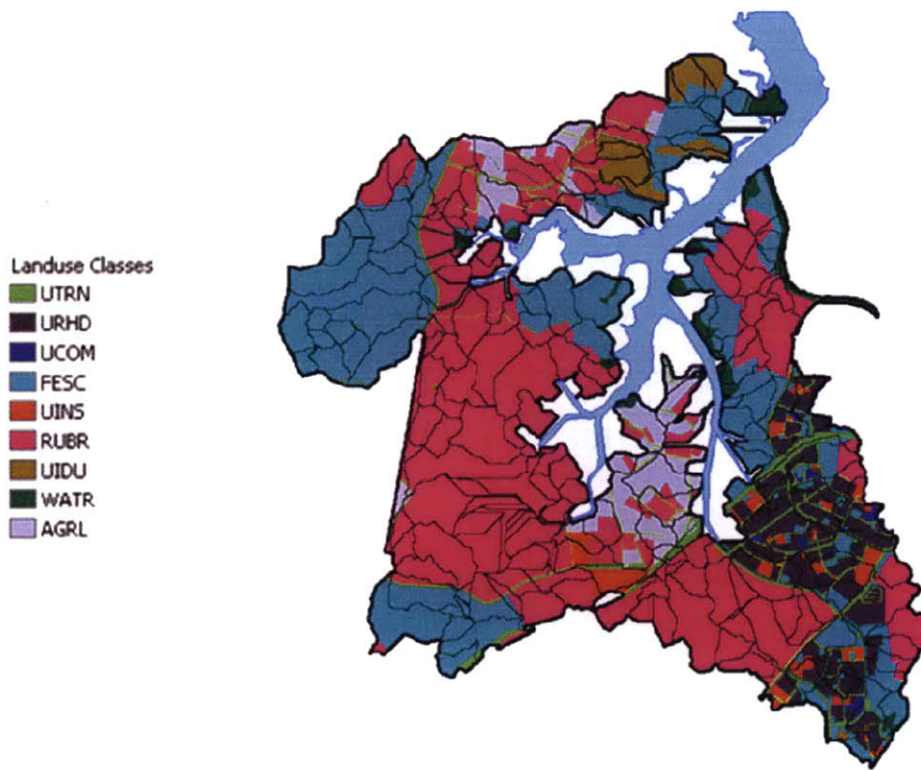 Landuse Classes
UTRN
URHD
UCOM
FESC
UINS
RUBR
UIDU
WATR
AGRL